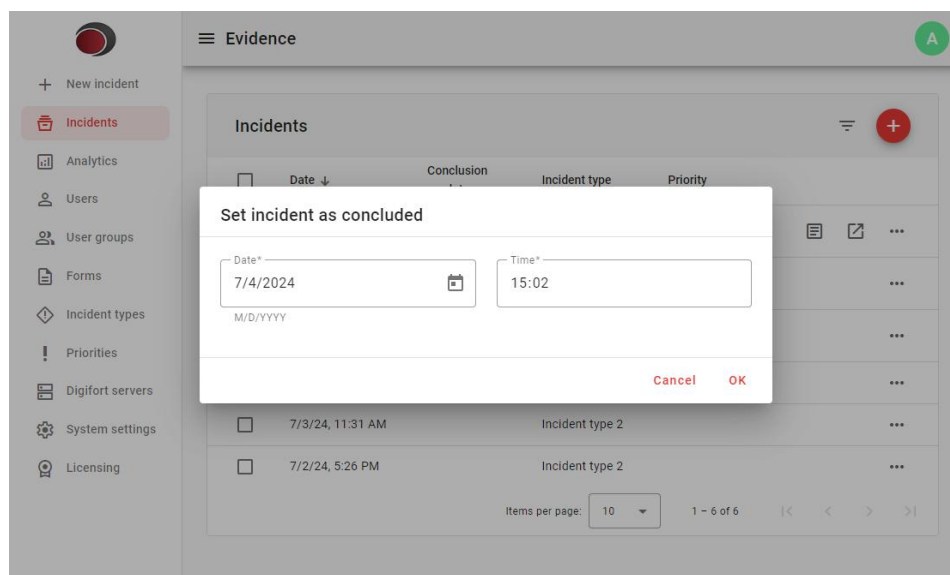 Evidence
A
New incident
Incidents
Analytics
Users
User groups
Forms
Incident types
Priorities
Digifort servers
System settings
Licensing
Incidents
Date
Conclusion
Incident type
Priority
Set incident as concluded
Date*
7/4/2024
M/D/YYYY
Time*
15:02
Cancel
OK
7/3/24, 11:31 AM
Incident type 2
7/2/24, 5:26 PM
Incident type 2
Items per page:
10
1 – 6 of 6